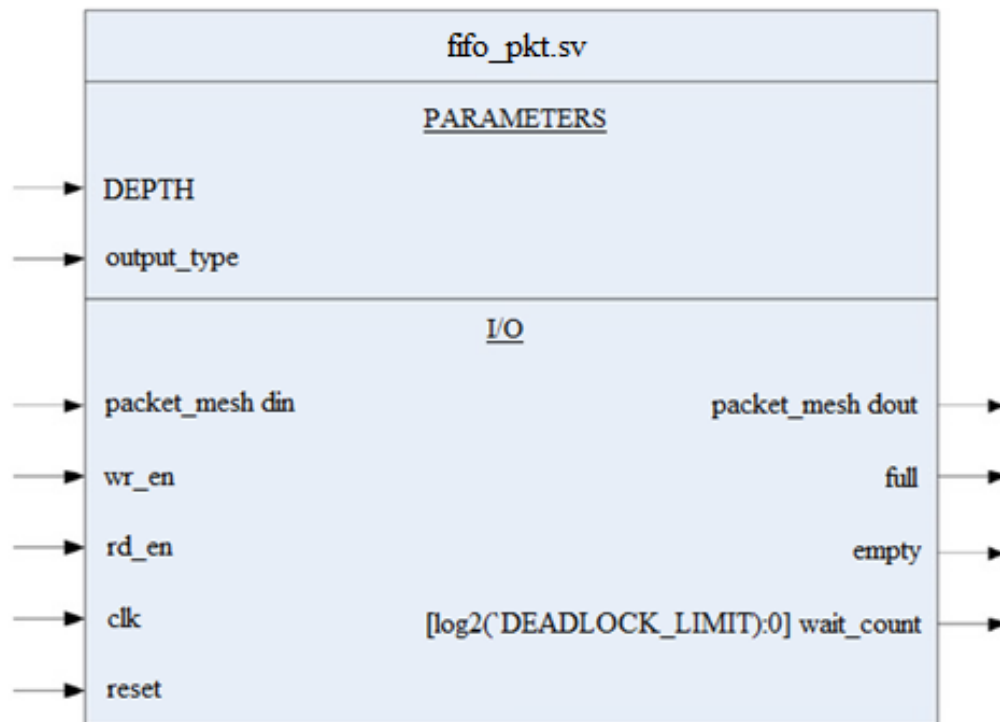 fifo_pkt.sv
PARAMETERS
DEPTH
output_type
I/O
packet_mesh din packet_mesh dout
wr_en full
rd_en empty
clk [log2(`DEADLOCK_LIMIT):0] wait_count
reset